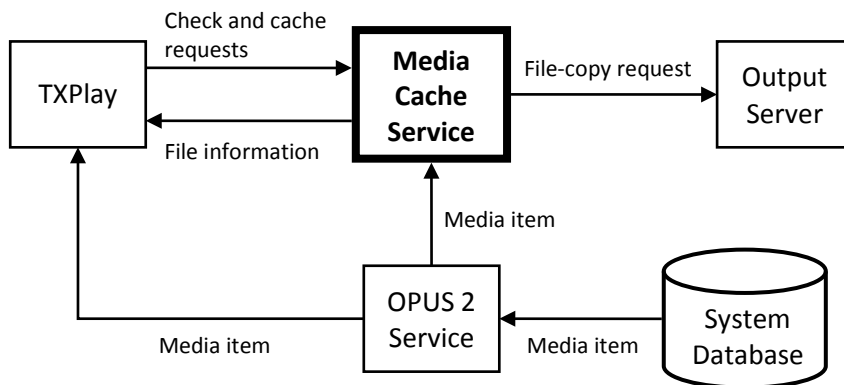 Check and cache
requests
TXPlay
Media
Cache
Service
File-copy request
Output
Server
File information
Media item
OPUS 2
Service
Media item
Media item
System
Database